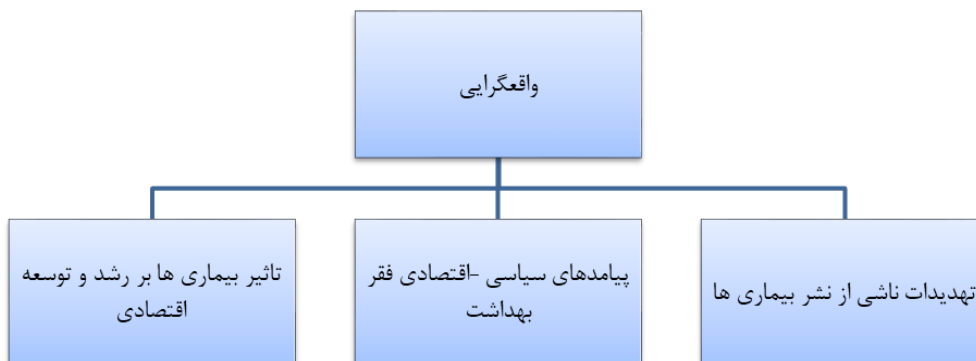 واقعگرایی
تهدیدات ناشی از نشر بیماری ها
پیامدهای سیاسی -اقتصادی فقر
بهداشت
تاثیر بیماری ها بر رشد و توسعه
اقتصادی